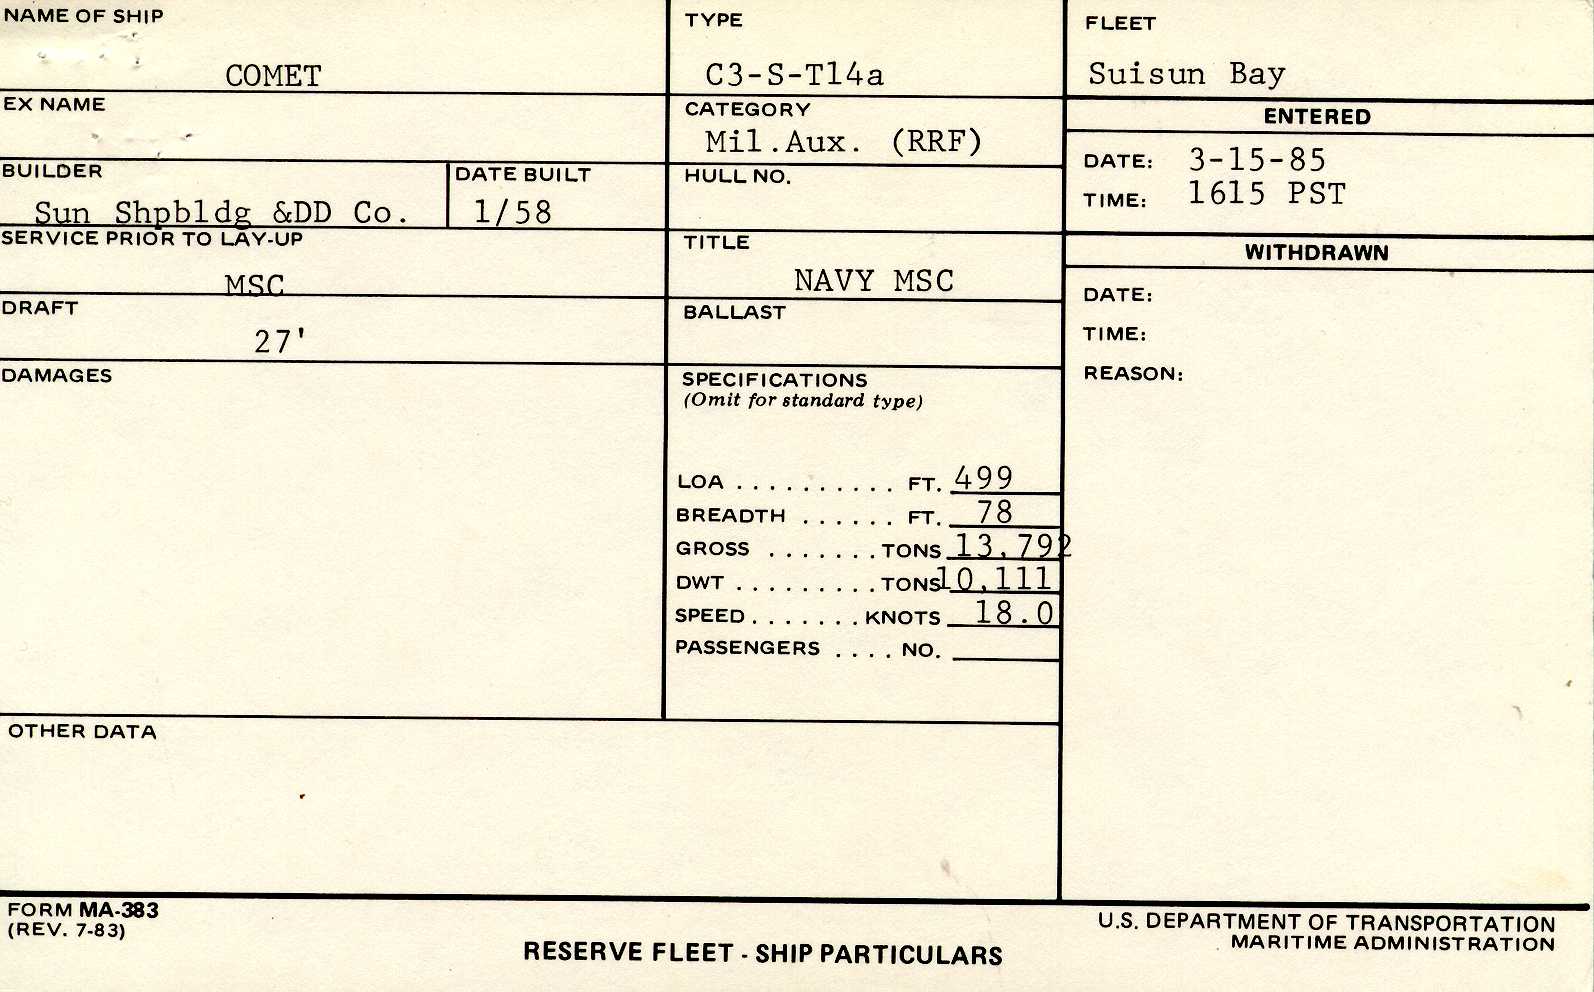 NAME OF SHIP
COMET
TYPE
C3-S-T14a
FLEET
Suisun Bay
EX NAME
CATEGORY
Mil.Aux. (RRF)
ENTERED
DATE: 3-15-85
TIME: 1615 PST
BUILDER
Sun Shpbldg &DD Co.
DATE BUILT
1/58
HULL NO.
SERVICE PRIOR TO LAY-UP
MSC
TITLE
NAVY MSC
WITHDRAWN
DATE:
TIME:
REASON:
DRAFT
27'
BALLAST
DAMAGES
SPECIFICATIONS
(Omit for standard type)
LOA . . . . . . . . . . FT. 499
BREADTH . . . . . . FT. 78
GROSS . . . . . . . TONS 13,792
DWT . . . . . . . . . TONS 10,111
SPEED . . . . . . . KNOTS 18.0
PASSENGERS . . . . NO.
OTHER DATA
FORM MA-383
(REV. 7-83)
RESERVE FLEET - SHIP PARTICULARS
U.S. DEPARTMENT OF TRANSPORTATION
MARITIME ADMINISTRATION